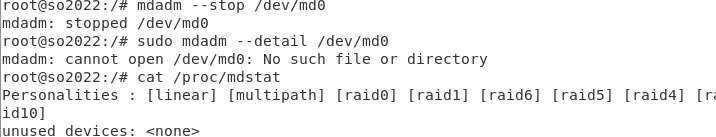 root@so2022:/# mdadm --stop /dev/md0
mdadm: stopped /dev/md0
root@so2022:/# sudo mdadm --detail /dev/md0
mdadm: cannot open /dev/md0: No such file or directory
root@so2022:/# cat /proc/mdstat
Personalities : [linear] [multipath] [raid0] [raid1] [raid6] [raid5] [raid4] [ra
id10]
unused devices: <none>